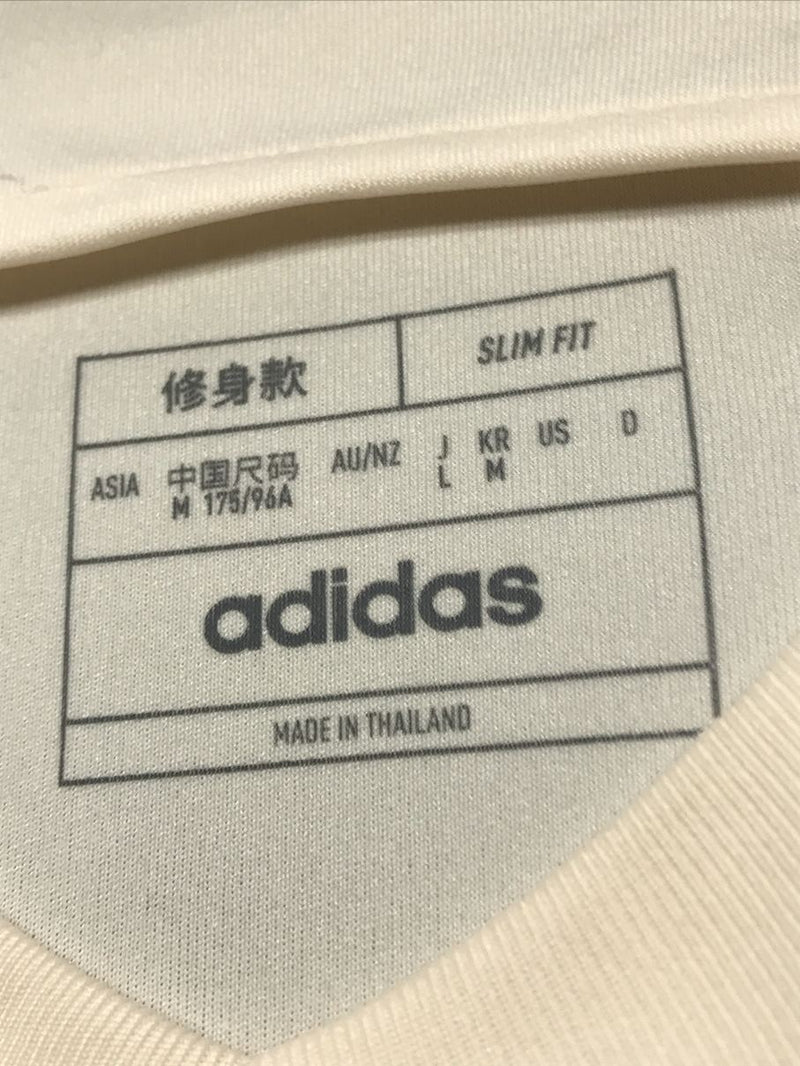 修身款 SLIM FIT
ASIA 中国尺码 AU/NZ J KR US D
M 175/96A L M
adidas
MADE IN THAILAND